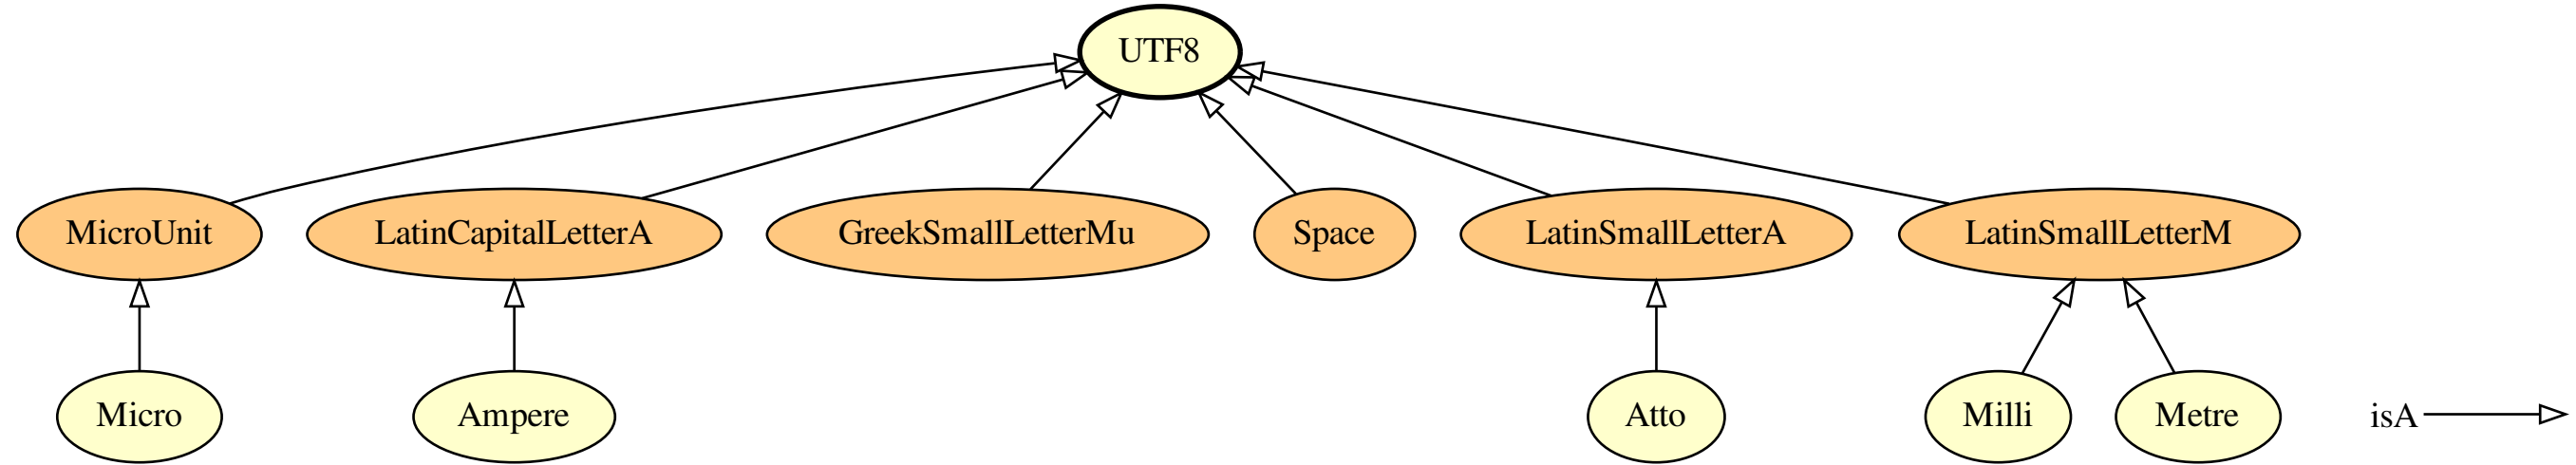 UTF8
MicroUnit
LatinCapitalLetterA
GreekSmallLetterMu
Space
LatinSmallLetterA
LatinSmallLetterM
Micro
Ampere
Atto
Milli
Metre
isA